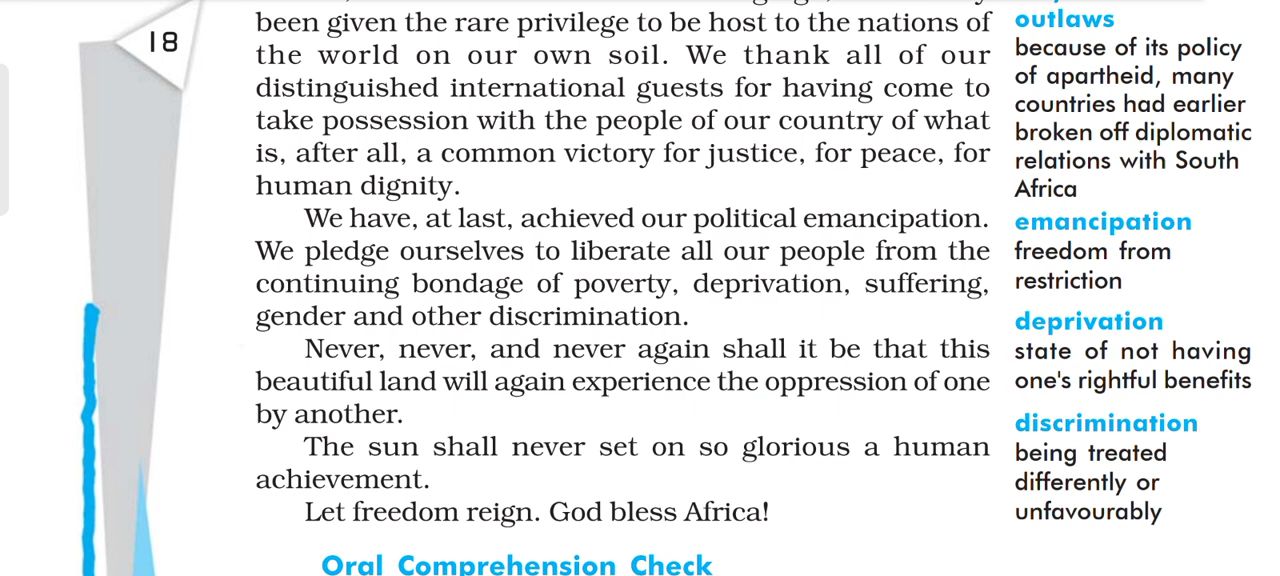 18
been given the rare privilege to be host to the nations of
the world on our own soil. We thank all of our
distinguished international guests for having come to
take possession with the people of our country of what
is, after all, a common victory for justice, for peace, for
human dignity.
We have, at last, achieved our political emancipation.
We pledge ourselves to liberate all our people from the
continuing bondage of poverty, deprivation, suffering,
gender and other discrimination.
Never, never, and never again shall it be that this
beautiful land will again experience the oppression of one
by another.
The sun shall never set on so glorious a human
achievement.
Let freedom reign. God bless Africa!
Oral Comprehension Check
outlaws
because of its policy
of apartheid, many
countries had earlier
broken off diplomatic
relations with South
Africa
emancipation
freedom from
restriction
deprivation
state of not having
one's rightful benefits
discrimination
being treated
differently or
unfavourably